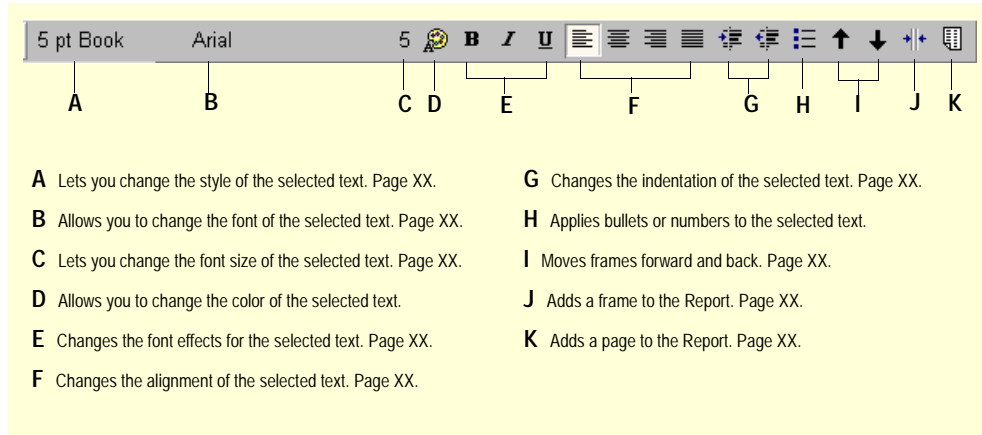 5 pt Book Arial 5 A B I U
A B C D E F G H I J K
A Lets you change the style of the selected text. Page XX.
B Allows you to change the font of the selected text. Page XX.
C Lets you change the font size of the selected text. Page XX.
D Allows you to change the color of the selected text.
E Changes the font effects for the selected text. Page XX.
F Changes the alignment of the selected text. Page XX.
G Changes the indentation of the selected text. Page XX.
H Applies bullets or numbers to the selected text.
I Moves frames forward and back. Page XX.
J Adds a frame to the Report. Page XX.
K Adds a page to the Report. Page XX.